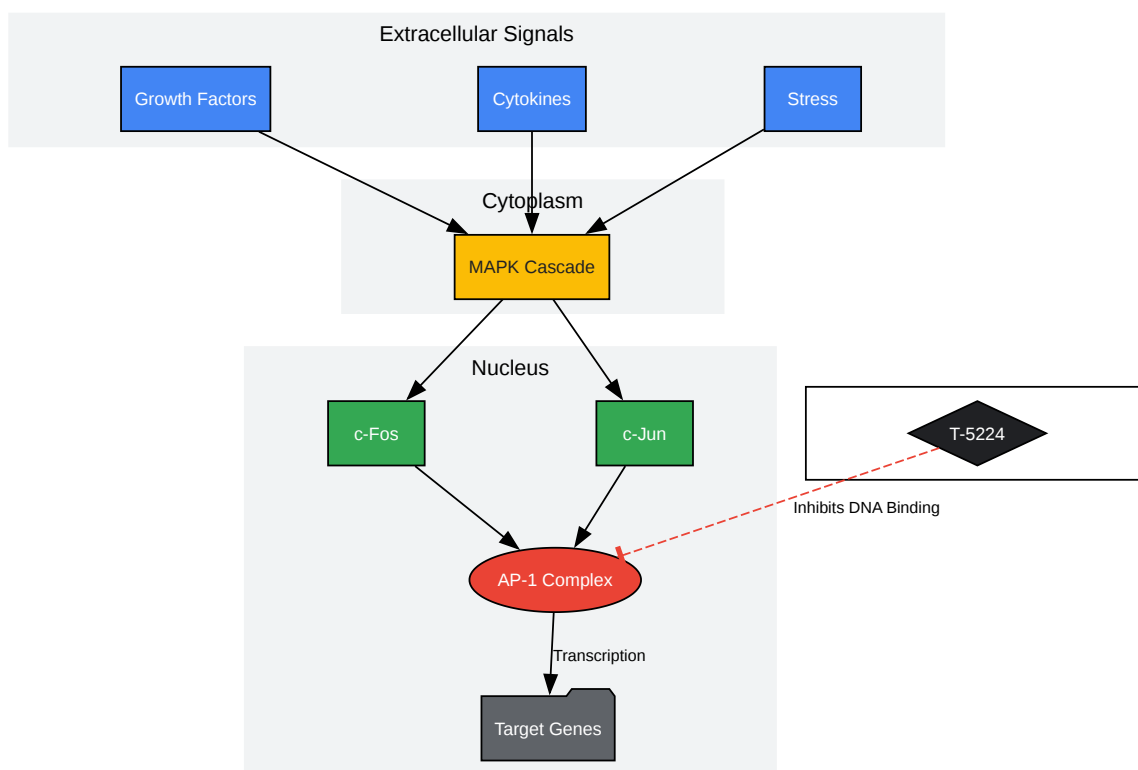 Extracellular Signals
Growth Factors
Cytokines
Stress
Cytoplasm
MAPK Cascade
Nucleus
c-Fos
c-Jun
T-5224
Inhibits DNA Binding
AP-1 Complex
Transcription
Target Genes